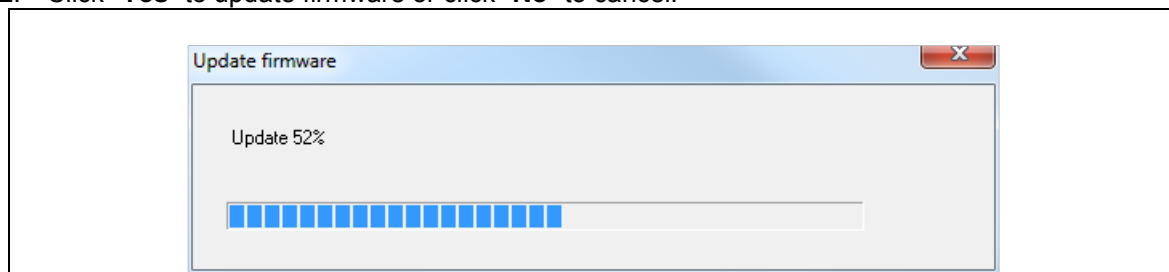 2. Click "Yes" to update firmware or click "No" to cancel.
Update firmware
Update 52%